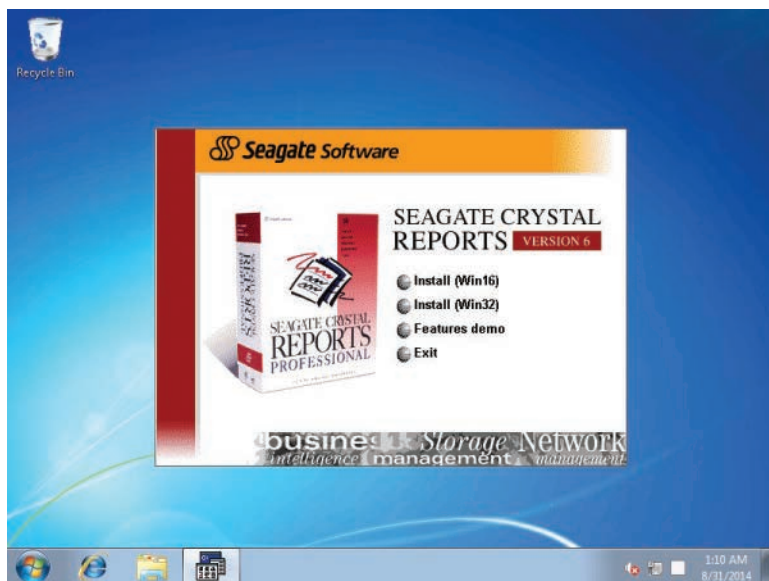 Recycle Bin
Seagate Software
SEAGATE CRYSTAL
REPORTS VERSION 6
SEAGATE CRYSTAL
REPORTS
PROFESSIONAL
Install (Win16)
Install (Win32)
Features demo
Exit
business Storage Network
intelligence management management
1:10 AM
8/31/2014